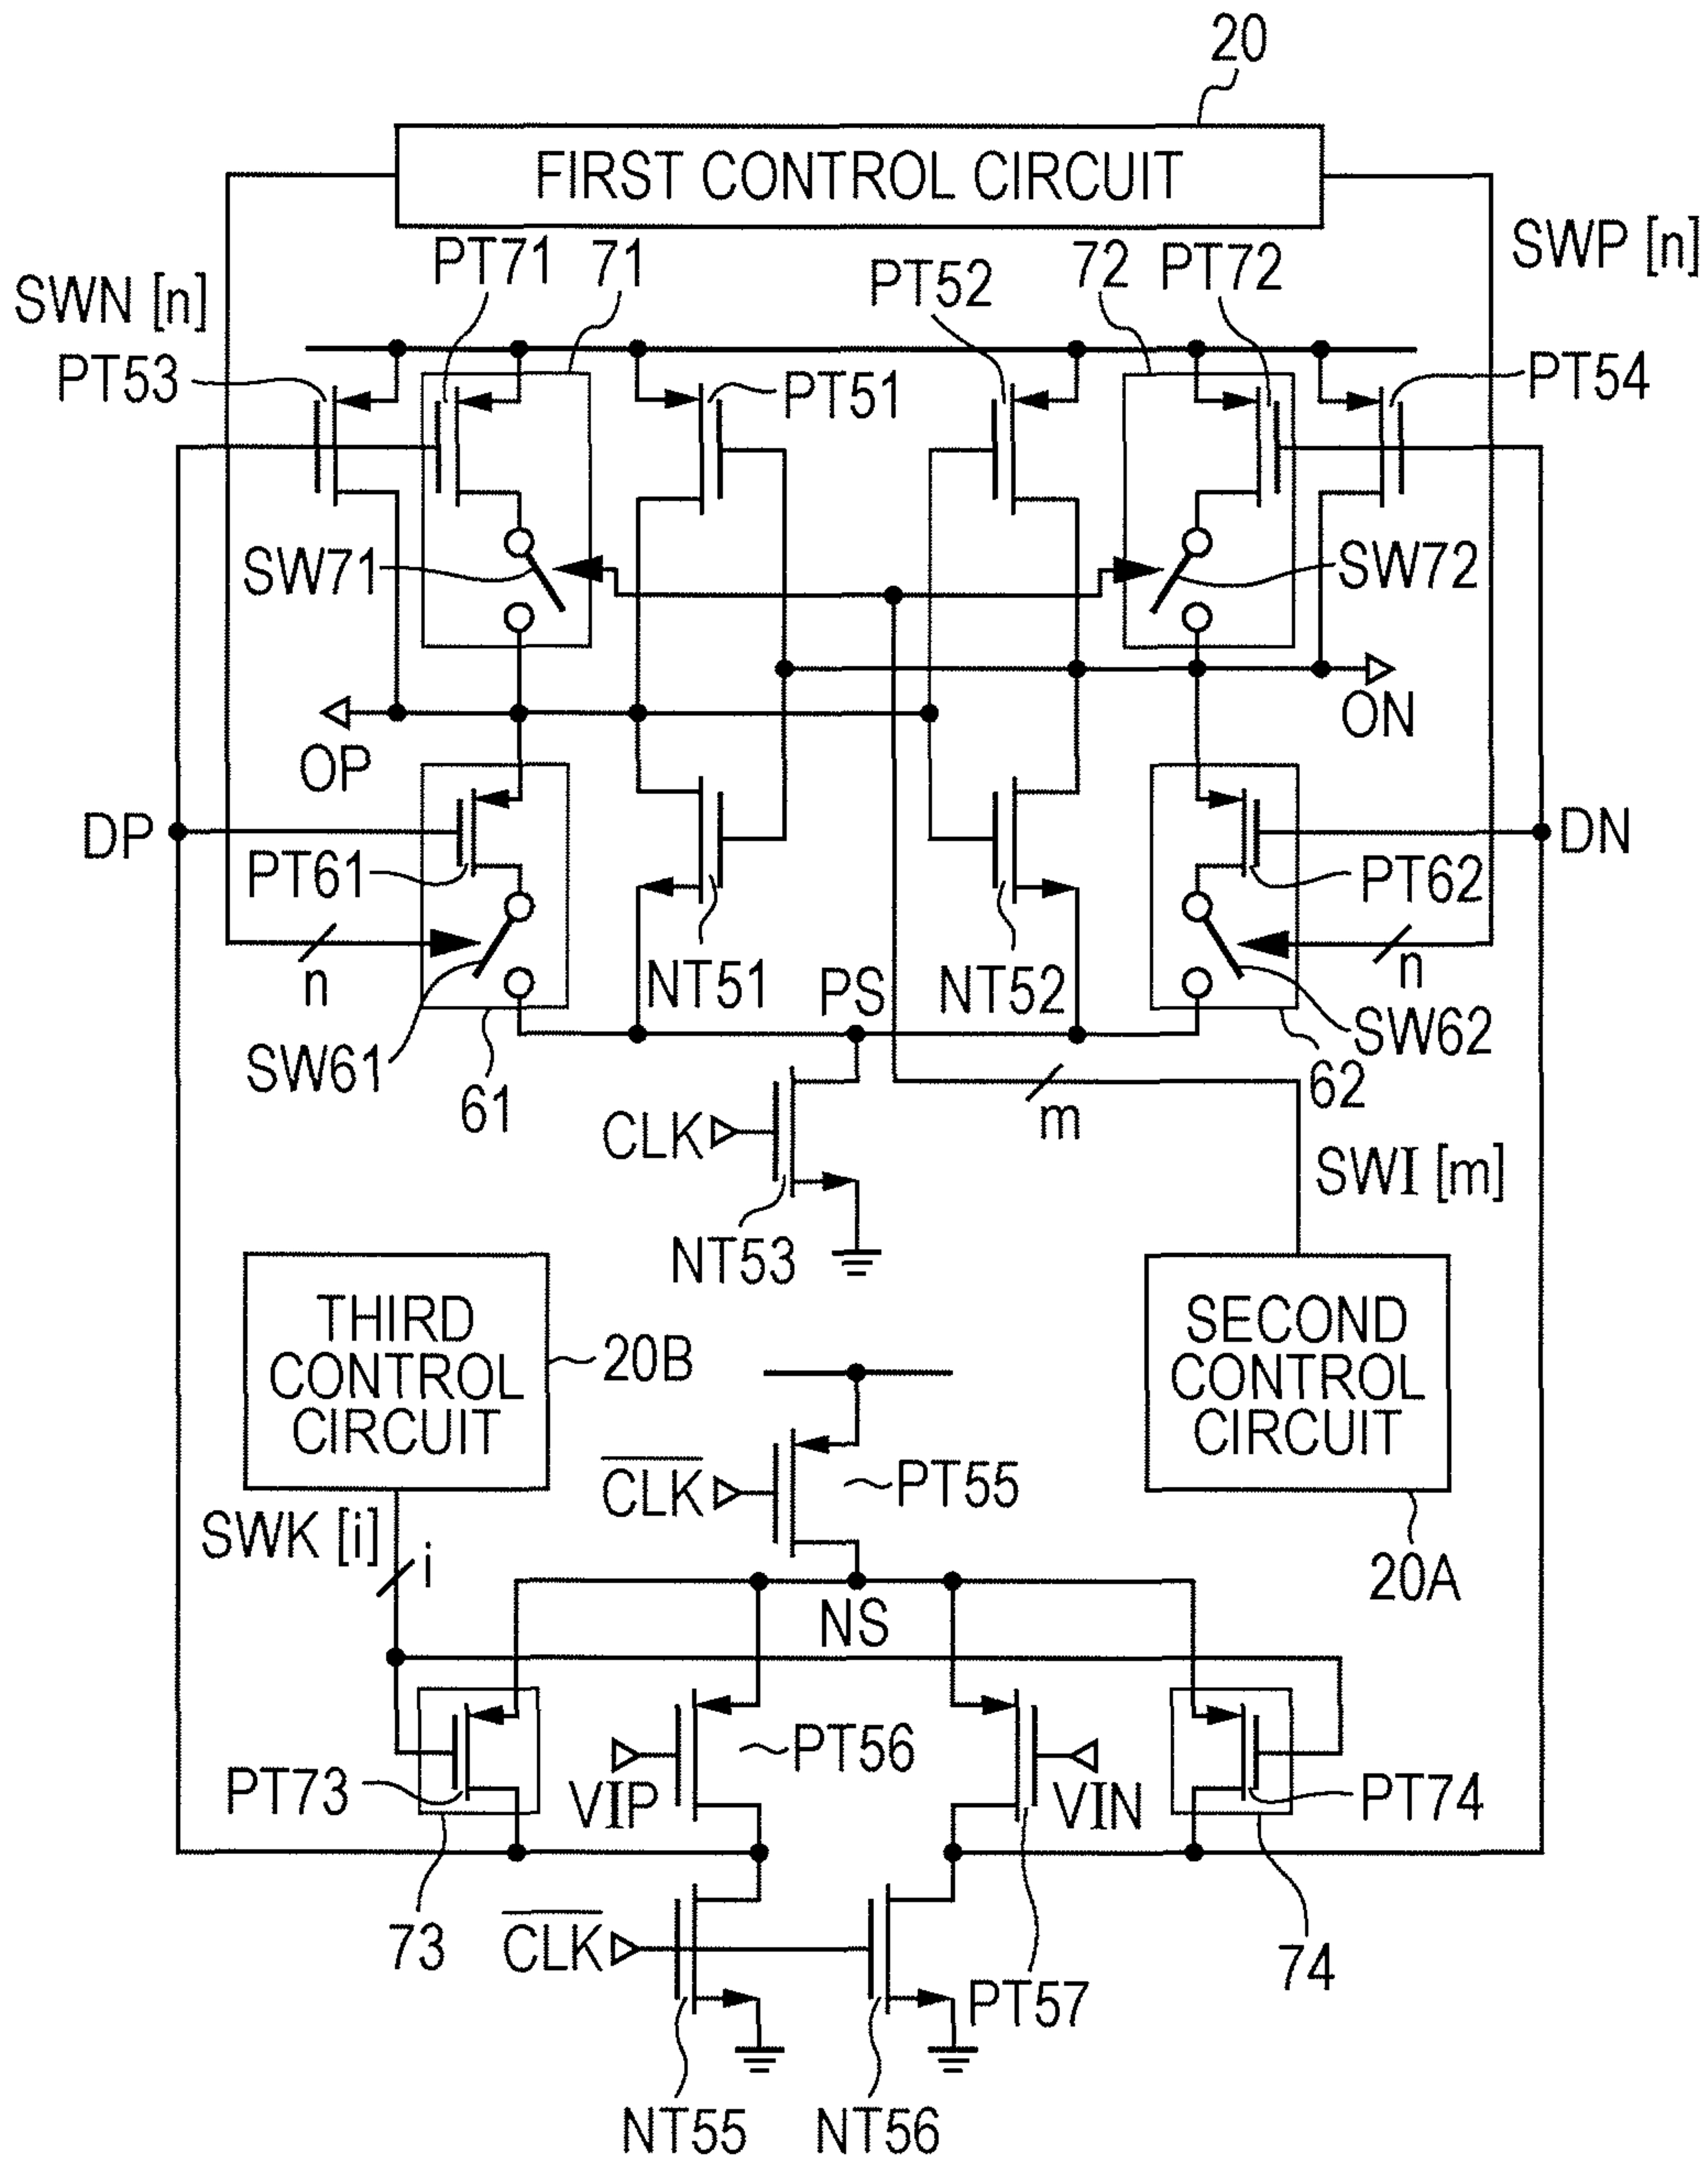 20
FIRST CONTROL CIRCUIT
SWN [n]
PT71
71
PT52
72
PT72
SWP [n]
PT53
PT51
PT54
SW71
SW72
OP
ON
DP
DN
PT61
PT62
n
NT51
PS
NT52
n
SW61
SW62
61
62
CLK
m
SWI [m]
NT53
THIRD
CONTROL
CIRCUIT
20B
SECOND
CONTROL
CIRCUIT
C̅L̅K̅
PT55
SWK [i]
i
20A
NS
PT73
VIP
PT56
VIN
PT74
73
C̅L̅K̅
PT57
74
NT55
NT56